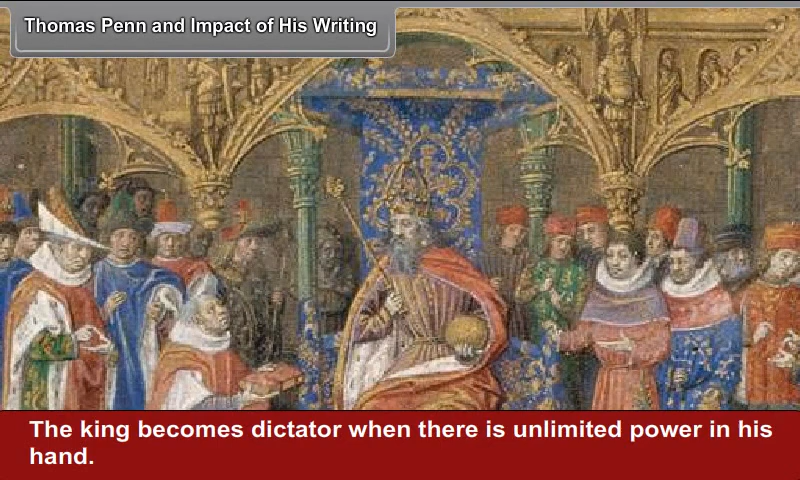 Thomas Penn and Impact of His Writing
The king becomes dictator when there is unlimited power in his
hand.